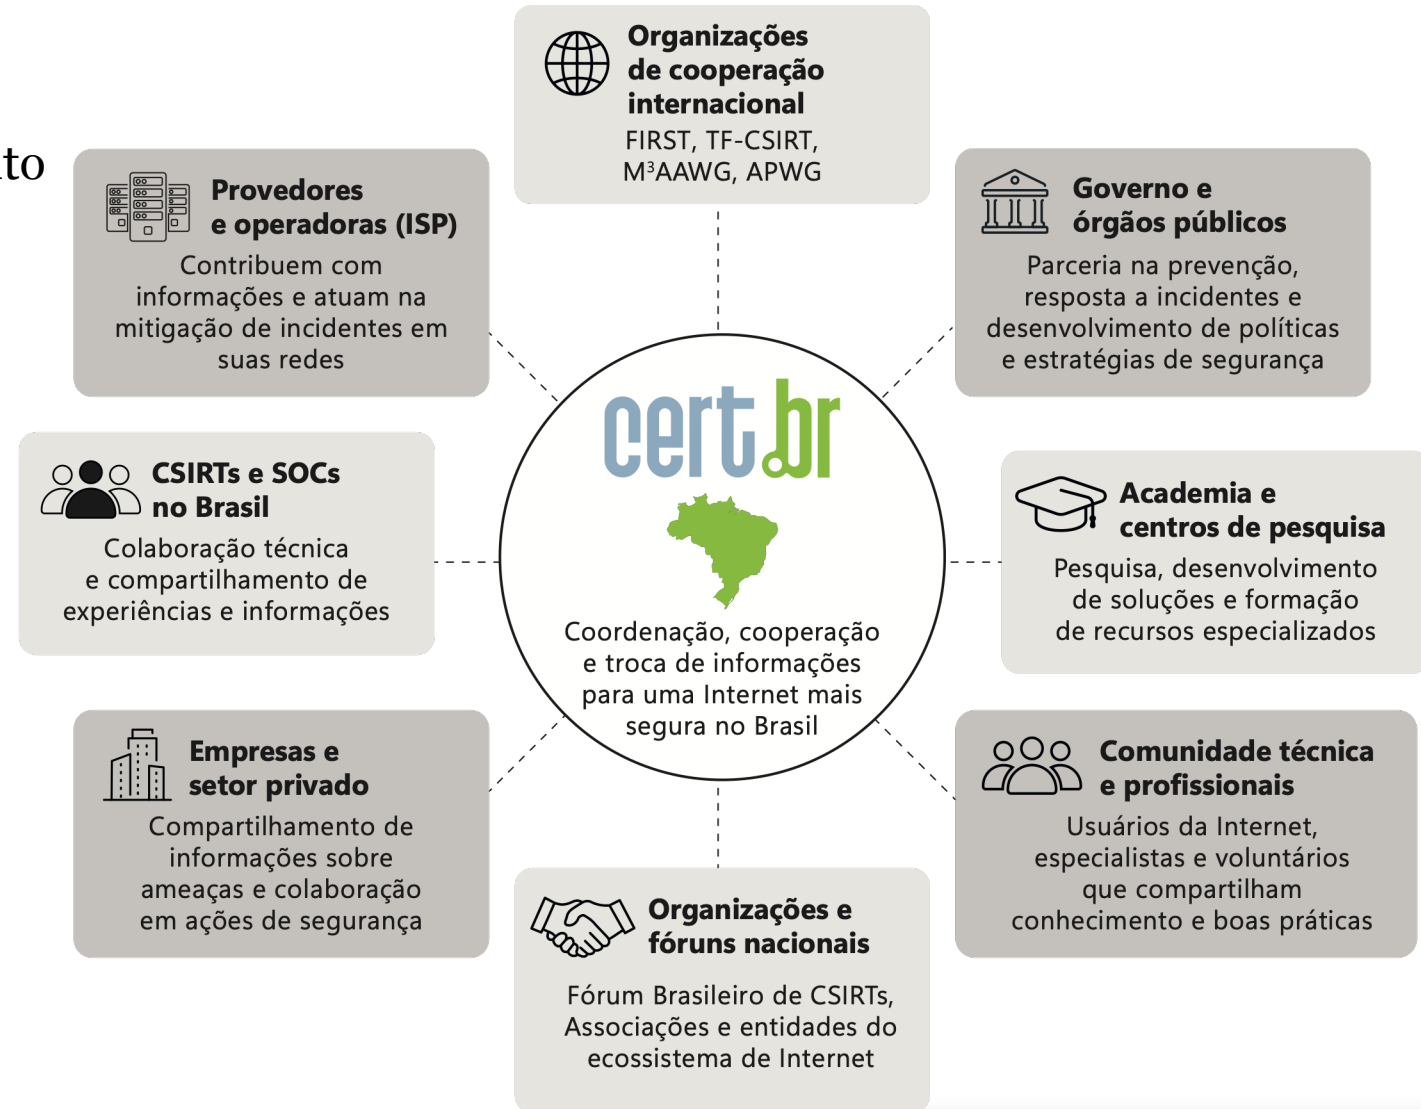 Organizações
de cooperação
internacional
FIRST, TF-CSIRT,
M³AAWG, APWG
Provedores
e operadoras (ISP)
Contribuem com
informações e atuam na
mitigação de incidentes em
suas redes
Governo e
órgãos públicos
Parceria na prevenção,
resposta a incidentes e
desenvolvimento de políticas
e estratégias de segurança
CSIRTs e SOCs
no Brasil
Colaboração técnica
e compartilhamento de
experiências e informações
cert.br
Coordenação, cooperação
e troca de informações
para uma Internet mais
segura no Brasil
Academia e
centros de pesquisa
Pesquisa, desenvolvimento
de soluções e formação
de recursos especializados
Empresas e
setor privado
Compartilhamento de
informações sobre
ameaças e colaboração
em ações de segurança
Comunidade técnica
e profissionais
Usuários da Internet,
especialistas e voluntários
que compartilham
conhecimento e boas práticas
Organizações e
fóruns nacionais
Fórum Brasileiro de CSIRTs,
Associações e entidades do
ecossistema de Internet